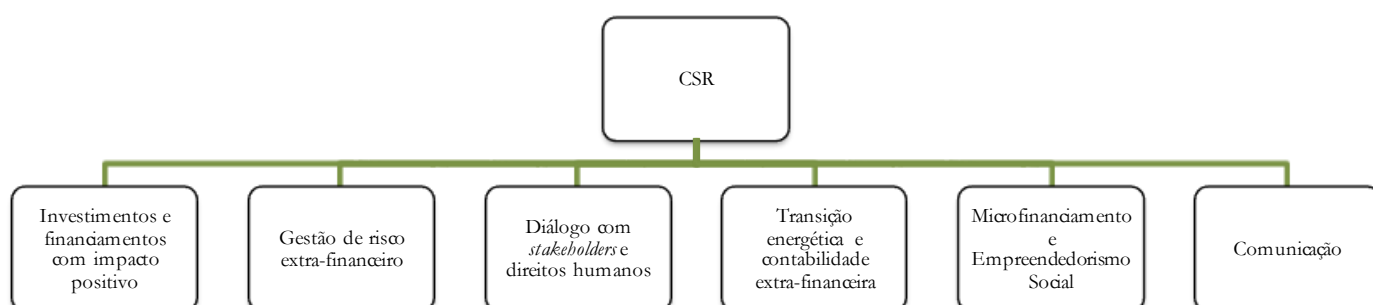 CSR
Investimentos e
financiamentos
com impacto
positivo
Gestão de risco
extra-financeiro
Diálogo com
stakeholders e
direitos humanos
Transição
energética e
contabilidade
extra-financeira
Microfinanciamento
e
Empreendedorismo
Social
Comunicação